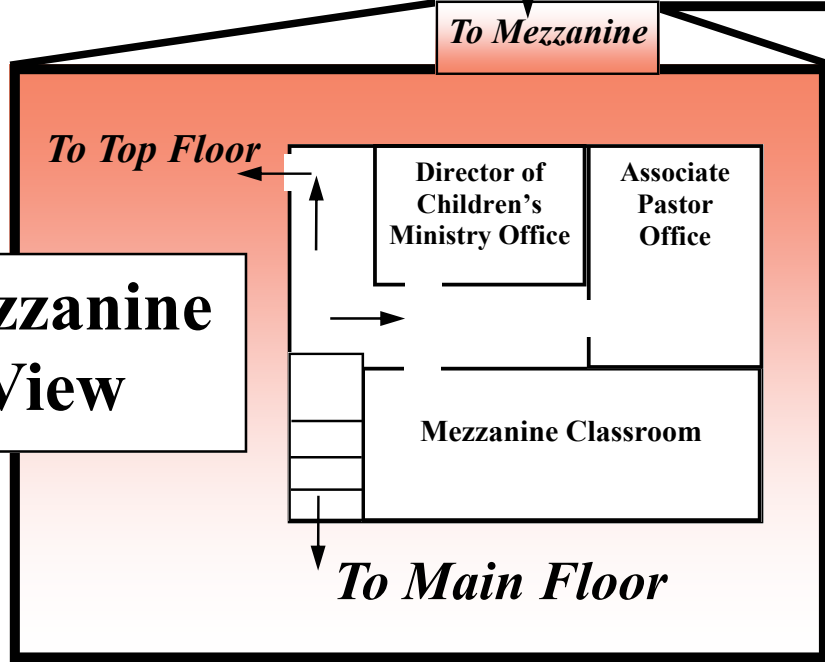 To Mezzanine
To Top Floor
Director of
Children’s
Ministry Office
Associate
Pastor
Office
zzanine
View
Mezzanine Classroom
To Main Floor